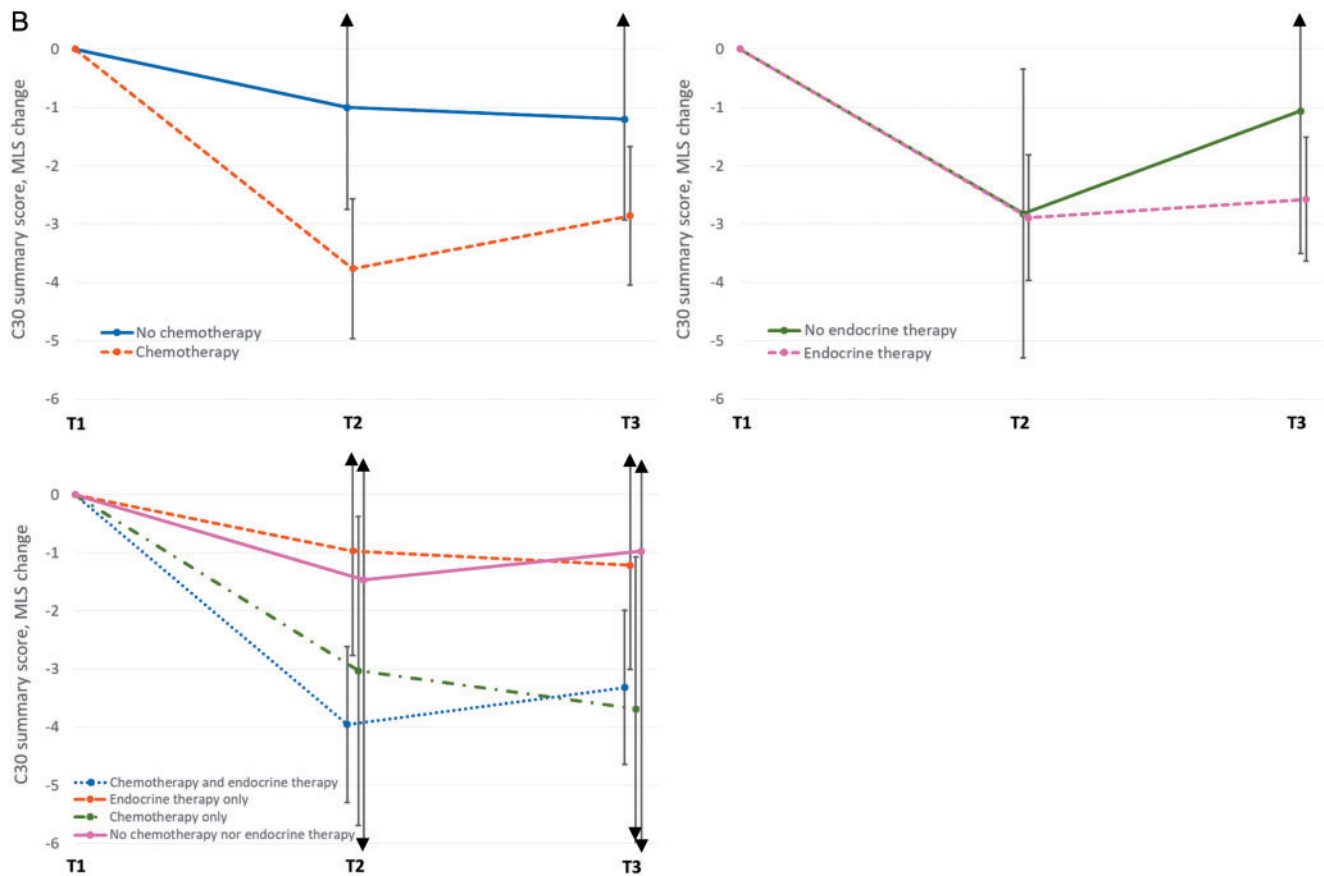 B
C30 summary score, MLS change
0
-1
-2
-3
-4
-5
-6
No chemotherapy
Chemotherapy
T1
T2
T3
C30 summary score, MLS change
0
-1
-2
-3
-4
-5
-6
No endocrine therapy
Endocrine therapy
T1
T2
T3
C30 summary score, MLS change
0
-1
-2
-3
-4
-5
-6
Chemotherapy and endocrine therapy
Endocrine therapy only
Chemotherapy only
No chemotherapy nor endocrine therapy
T1
T2
T3